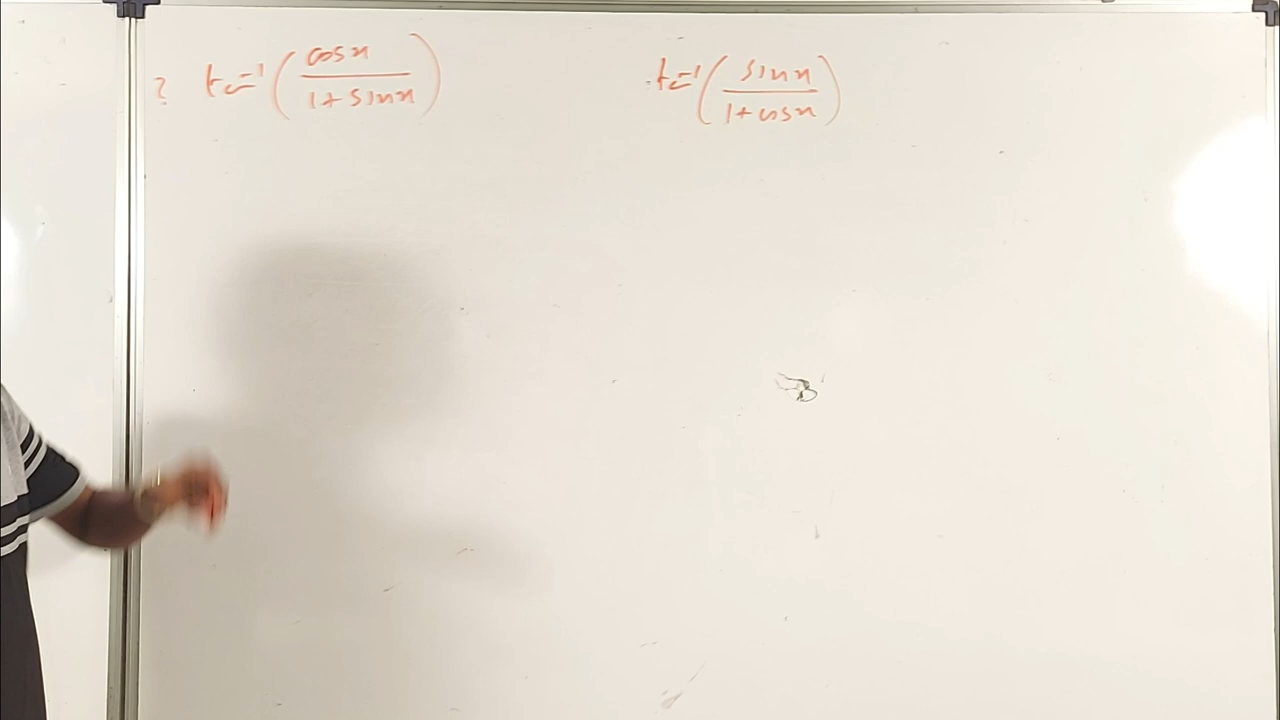 ? tan⁻¹ ( cosx / 1 + sinx )
tan⁻¹ ( sinx / 1 + cosx )